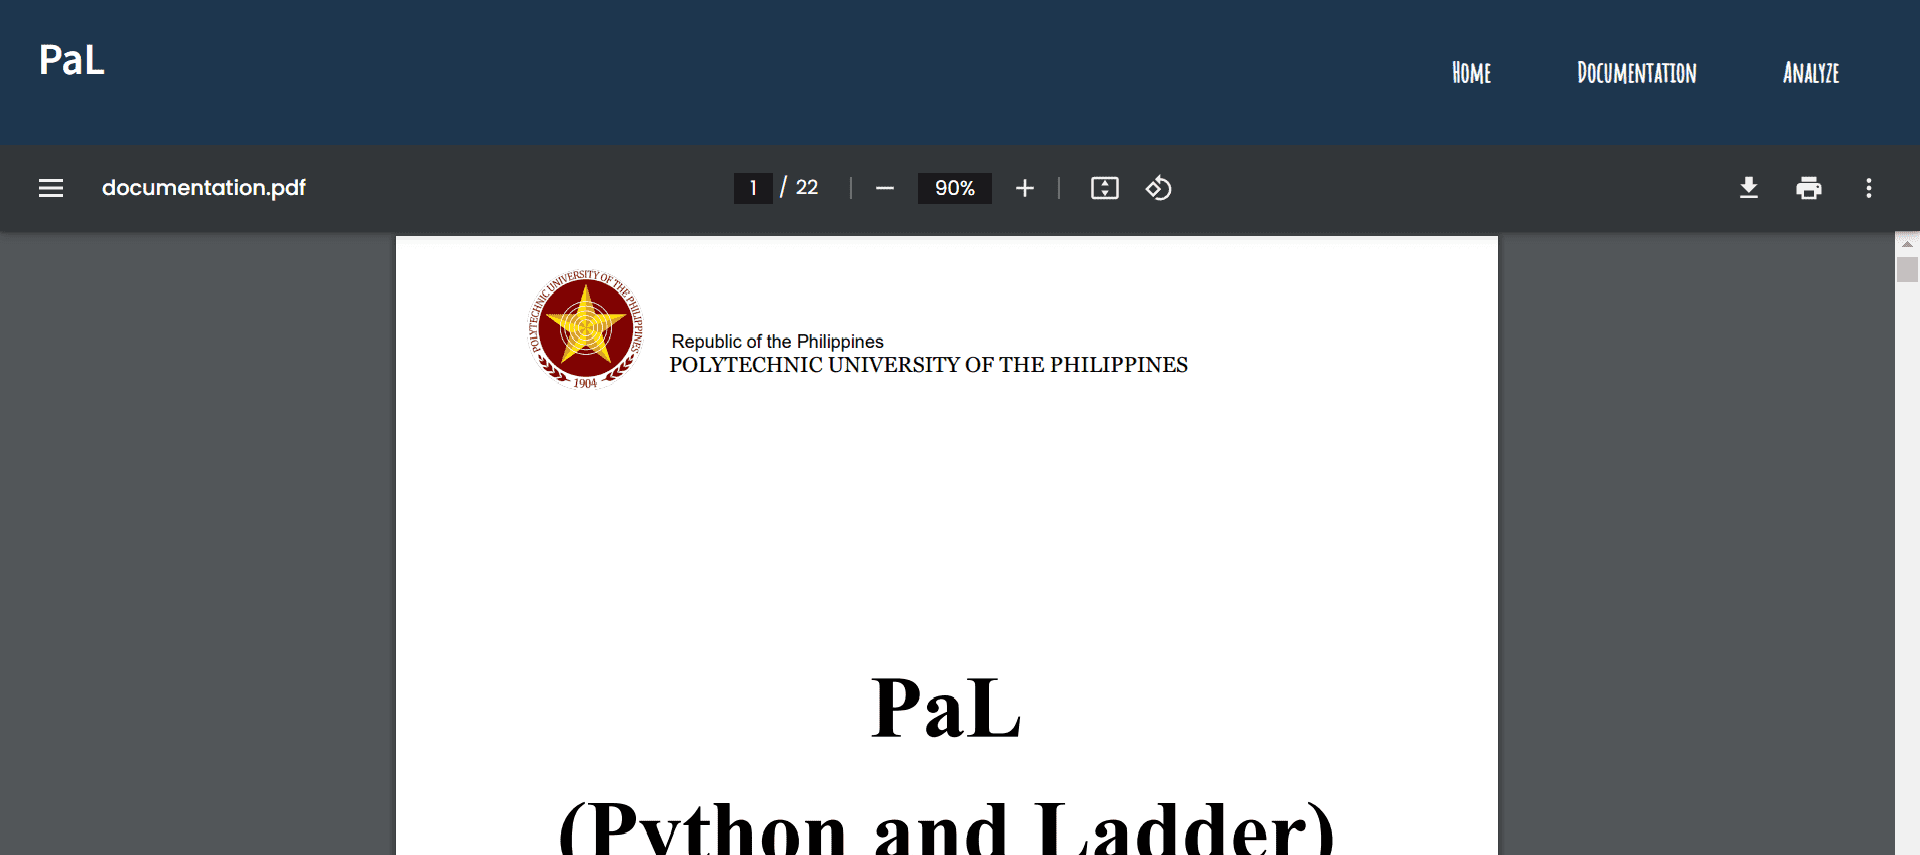 PaL
Home Documentation Analyze
documentation.pdf 1 / 22 90%
POLYTECHNIC UNIVERSITY OF THE PHILIPPINES
1904
Republic of the Philippines
POLYTECHNIC UNIVERSITY OF THE PHILIPPINES
PaL
(Python and Ladder)